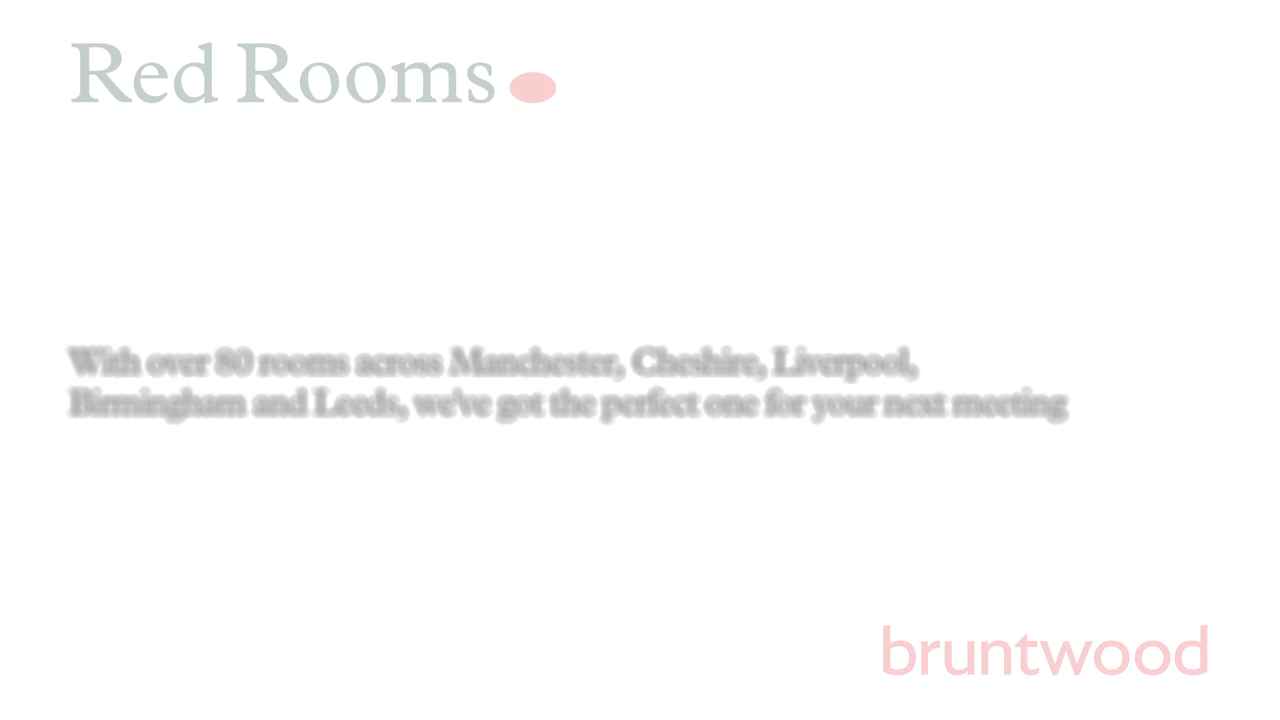 Red Rooms
With over 80 rooms across Manchester, Cheshire, Liverpool,
Birmingham and Leeds, we've got the perfect one for your next meeting
bruntwood